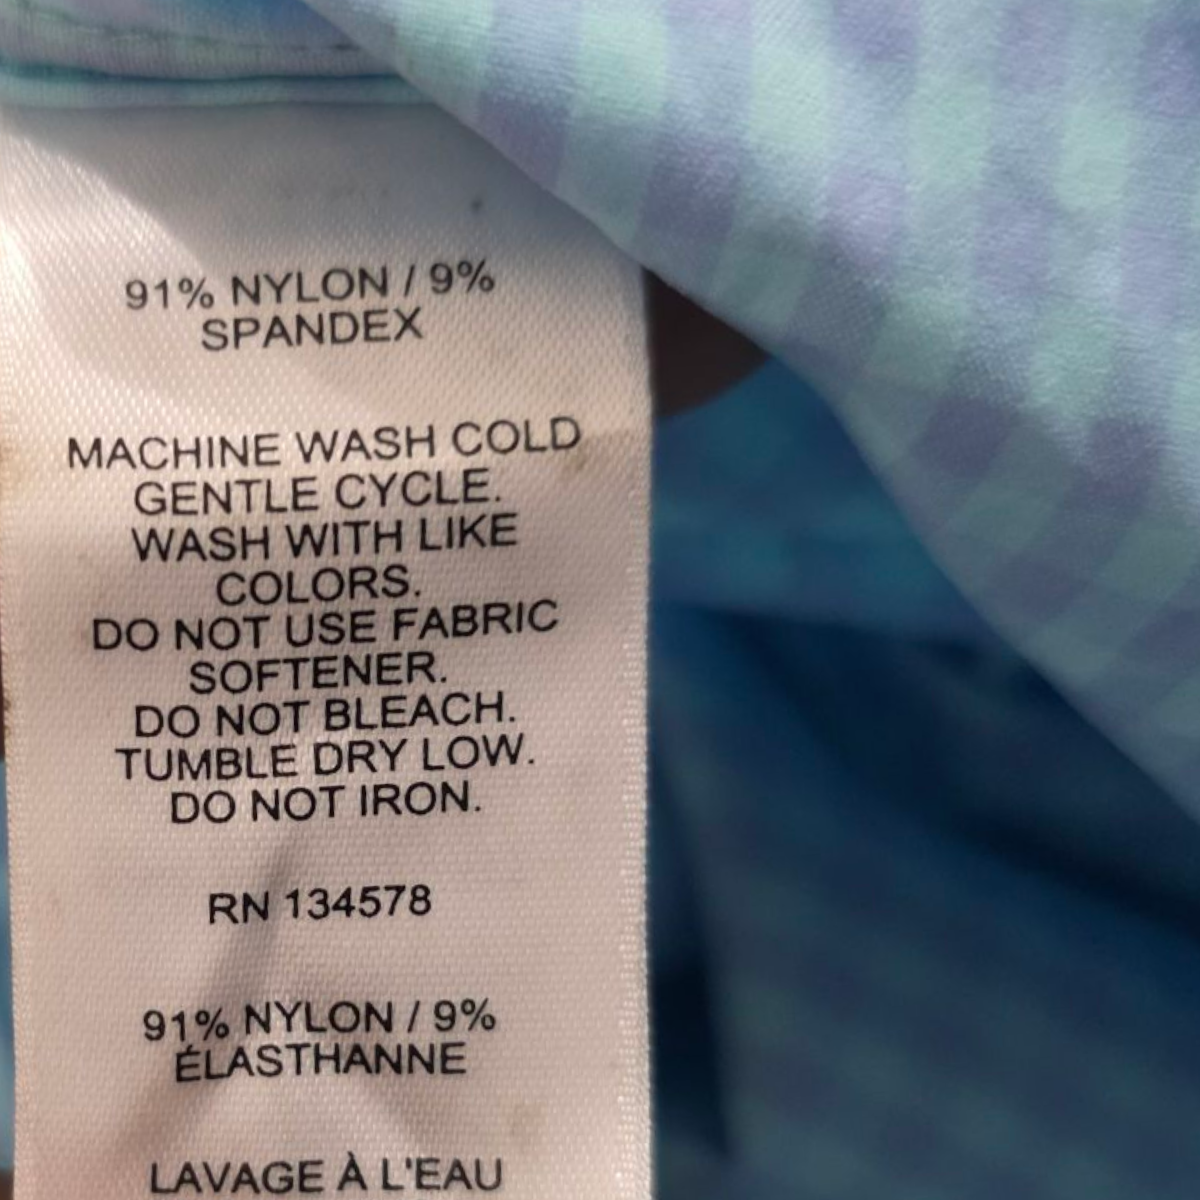 91% NYLON / 9%
SPANDEX
MACHINE WASH COLD
GENTLE CYCLE.
WASH WITH LIKE
COLORS.
DO NOT USE FABRIC
SOFTENER.
DO NOT BLEACH.
TUMBLE DRY LOW.
DO NOT IRON.
RN 134578
91% NYLON / 9%
ÉLASTHANNE
LAVAGE À L'EAU